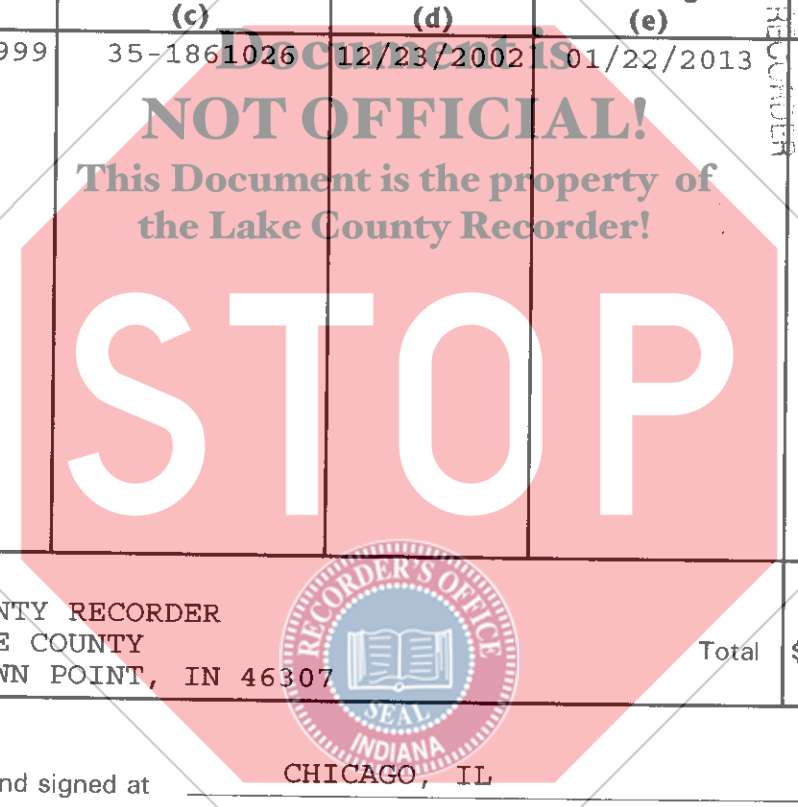 (c) (d) (e)
999 35-1861026 12/23/2002 01/22/2013
RECORDER
Document is
NOT OFFICIAL!
This Document is the property of
the Lake County Recorder!
STOP
NTY RECORDER
E COUNTY
WN POINT, IN 46307
Total $
RECORDER'S OFFICE
SEAL
INDIANA
nd signed at CHICAGO, IL